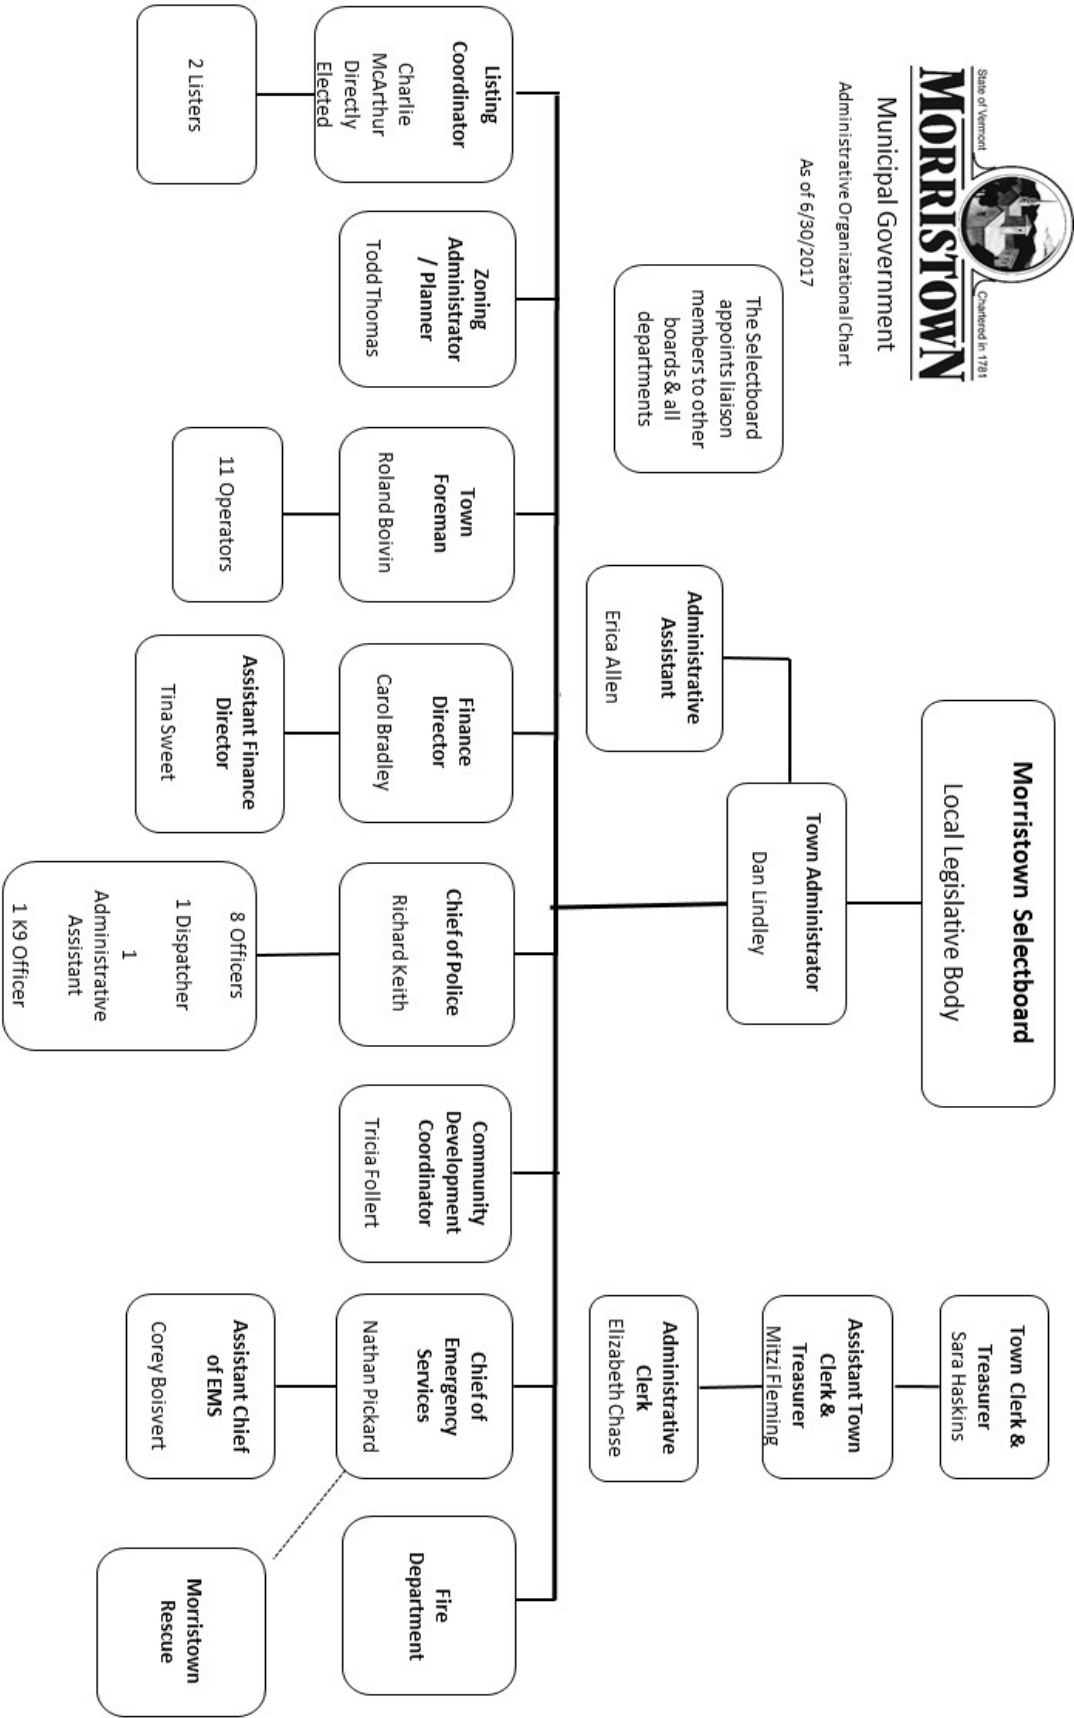 State of Vermont
Chartered in 1781
MORRISTOWN
Municipal Government
Administrative Organizational Chart
As of 6/30/2017
The Selectboard
appoints liaison
members to other
boards & all
departments
Morristown Selectboard
Local Legislative Body
Town Administrator
Dan Lindley
Administrative
Assistant
Erica Allen
Town Clerk &
Treasurer
Sara Haskins
Assistant Town
Clerk &
Treasurer
Mitzi Fleming
Administrative
Clerk
Elizabeth Chase
Listing
Coordinator
Charlie
McArthur
Directly
Elected
2 Listers
Zoning
Administrator
/ Planner
Todd Thomas
Town
Foreman
Roland Boivin
11 Operators
Finance
Director
Carol Bradley
Assistant Finance
Director
Tina Sweet
Chief of Police
Richard Keith
8 Officers
1 Dispatcher
1
Administrative
Assistant
1 K9 Officer
Community
Development
Coordinator
Tricia Follert
Chief of
Emergency
Services
Nathan Pickard
Assistant Chief
of EMS
Corey Botisvert
Morristown
Rescue
Fire
Department